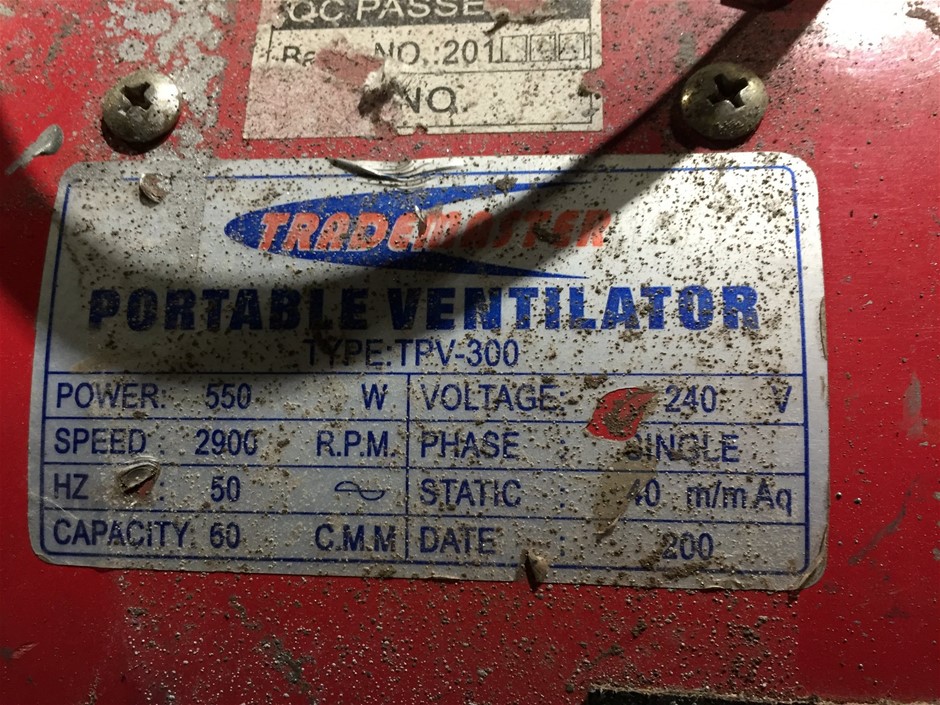 QC PASSE
NO.:201
NO.
TRADEMASTER
PORTABLE VENTILATOR
TYPE:TPV-300
POWER: 550 W VOLTAGE: 240 V
SPEED : 2900 R.P.M. PHASE : SINGLE
HZ : 50 ~ STATIC : 40 m/m Aq
CAPACITY: 60 C.M.M DATE : 200